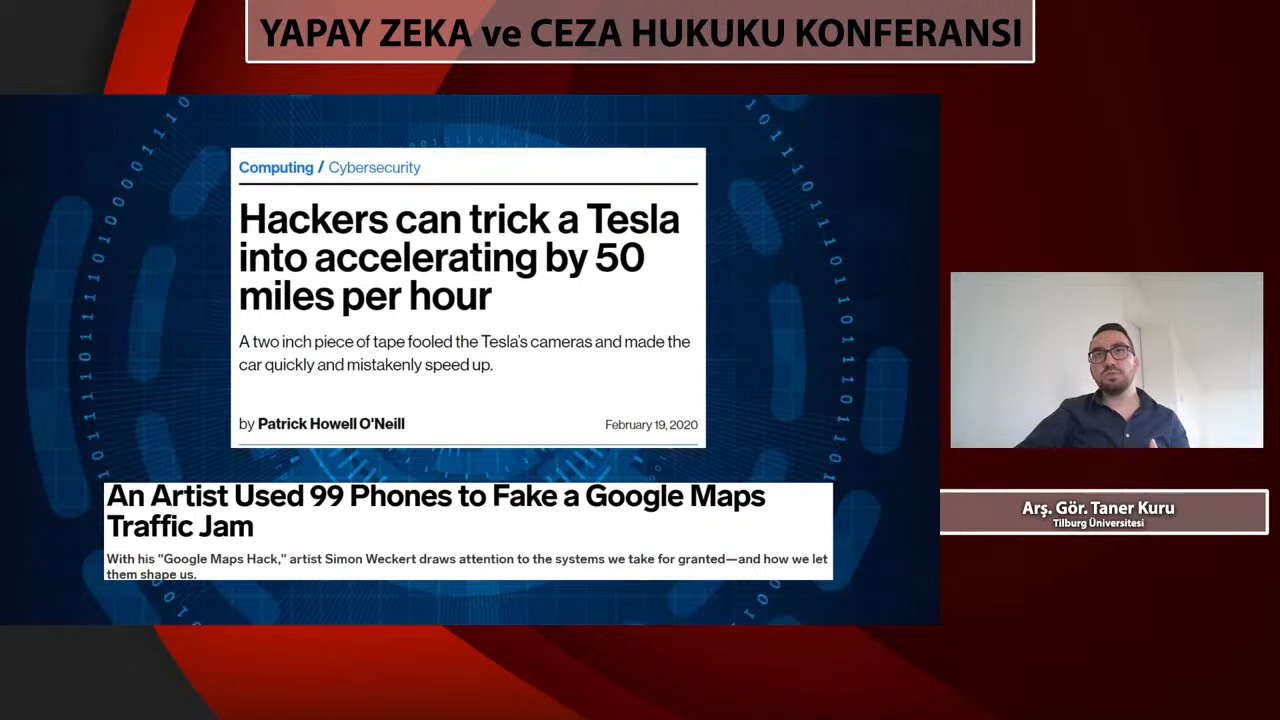 YAPAY ZEKA ve CEZA HUKUKU KONFERANSI
Computing / Cybersecurity
Hackers can trick a Tesla
into accelerating by 50
miles per hour
A two inch piece of tape fooled the Tesla's cameras and made the
car quickly and mistakenly speed up.
by Patrick Howell O'Neill
February 19, 2020
An Artist Used 99 Phones to Fake a Google Maps
Traffic Jam
With his "Google Maps Hack," artist Simon Weckert draws attention to the systems we take for granted—and how we let
them shape us.
Arş. Gör. Taner Kuru
Tilburg Üniversitesi